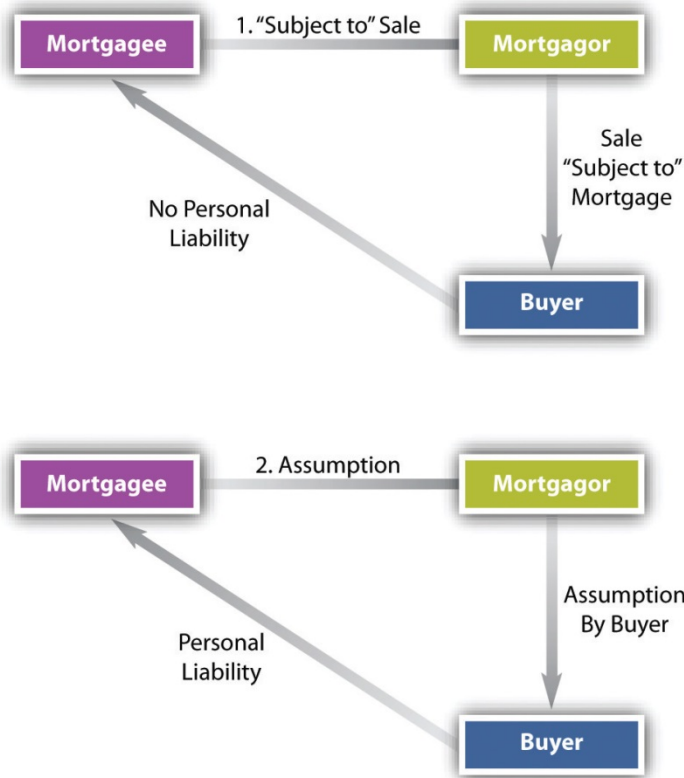 Mortgagee
1. “Subject to” Sale
Mortgagor
Sale
“Subject to”
Mortgage
No Personal
Liability
Buyer
Mortgagee
2. Assumption
Mortgagor
Assumption
By Buyer
Personal
Liability
Buyer